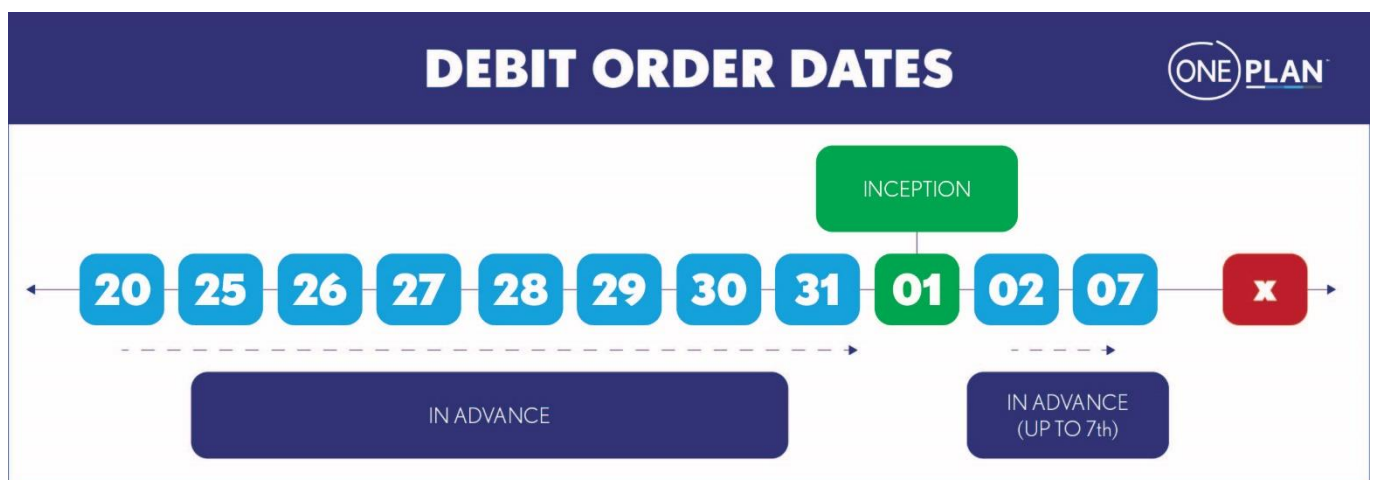 DEBIT ORDER DATES
ONE PLAN
INCEPTION
20 25 26 27 28 29 30 31 01 02 07 x
IN ADVANCE
IN ADVANCE
(UP TO 7th)